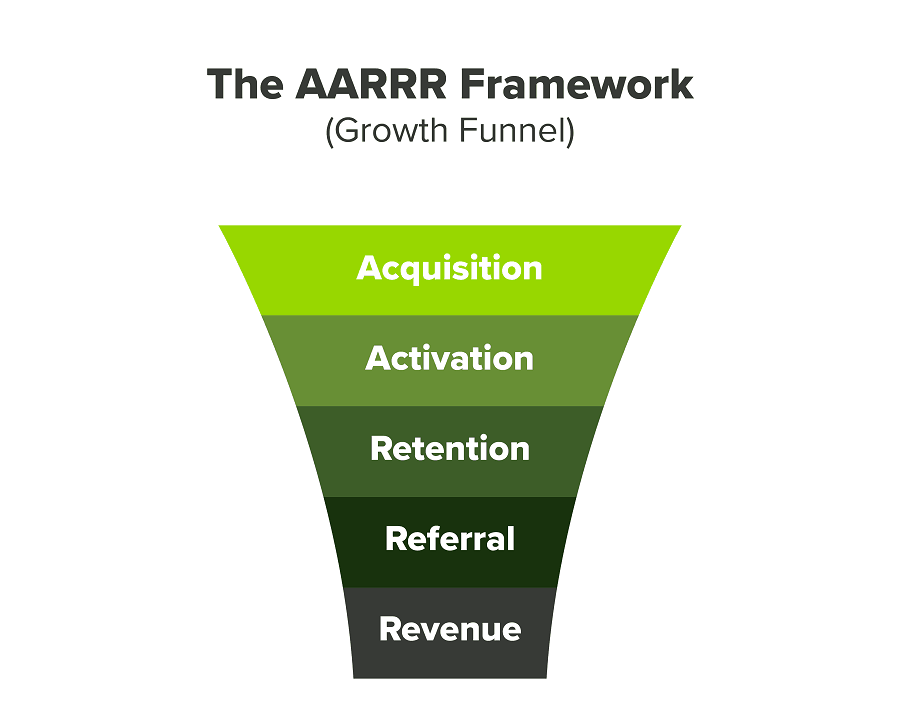 The AARRR Framework
(Growth Funnel)
Acquisition
Activation
Retention
Referral
Revenue